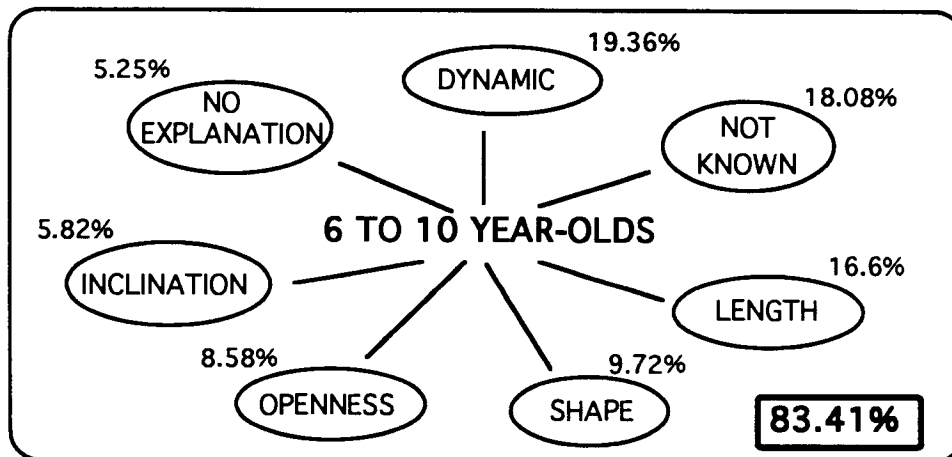 19.36%
DYNAMIC
5.25%
NO
EXPLANATION
18.08%
NOT
KNOWN
6 TO 10 YEAR-OLDS
5.82%
INCLINATION
16.6%
LENGTH
8.58%
OPENNESS
9.72%
SHAPE
83.41%